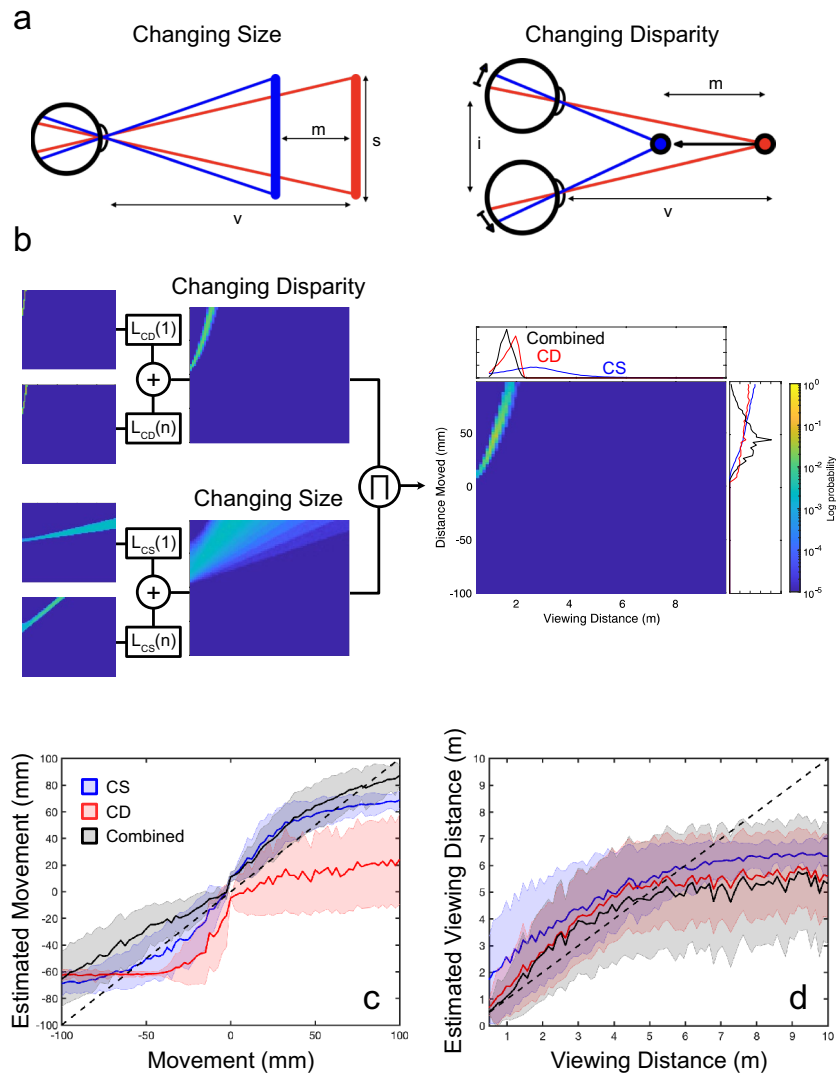 a
Changing Size
Changing Disparity
m
s
v
m
i
v
b
Changing Disparity
L_CD(1)
+
L_CD(n)
Changing Size
L_CS(1)
+
L_CS(n)
∏
Combined
CD
CS
Distance Moved (mm)
50
0
-50
-100
2
4
6
8
Viewing Distance (m)
10^0
10^-1
10^-2
10^-3
10^-4
10^-5
Log probability
Estimated Movement (mm)
100
80
60
40
20
0
-20
-40
-60
-80
-100
CS
CD
Combined
c
-100
-50
0
50
100
Movement (mm)
Estimated Viewing Distance (m)
10
9
8
7
6
5
4
3
2
1
0
d
1
2
3
4
5
6
7
8
9
10
Viewing Distance (m)